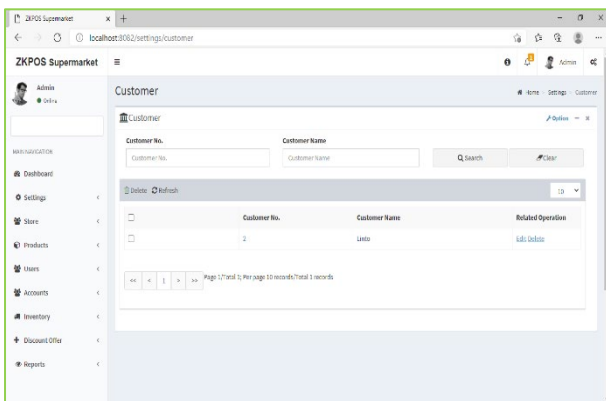 ZKPOS Supermarket
localhost:8082/settings/customer
ZKPOS Supermarket
Admin
Admin
Online
Customer
Home Settings Customer
Customer
Option
Customer No.
Customer Name
Customer No.
Customer Name
Search
Clear
MAIN NAVIGATION
Dashboard
Settings
Store
Products
Users
Accounts
Inventory
Discount Offer
Reports
Delete Refresh
10
Customer No.
Customer Name
Related Operation
2
Linto
Edit Delete
<< < 1 > >> Page 1/Total 1; Per page 10 records/Total 1 records